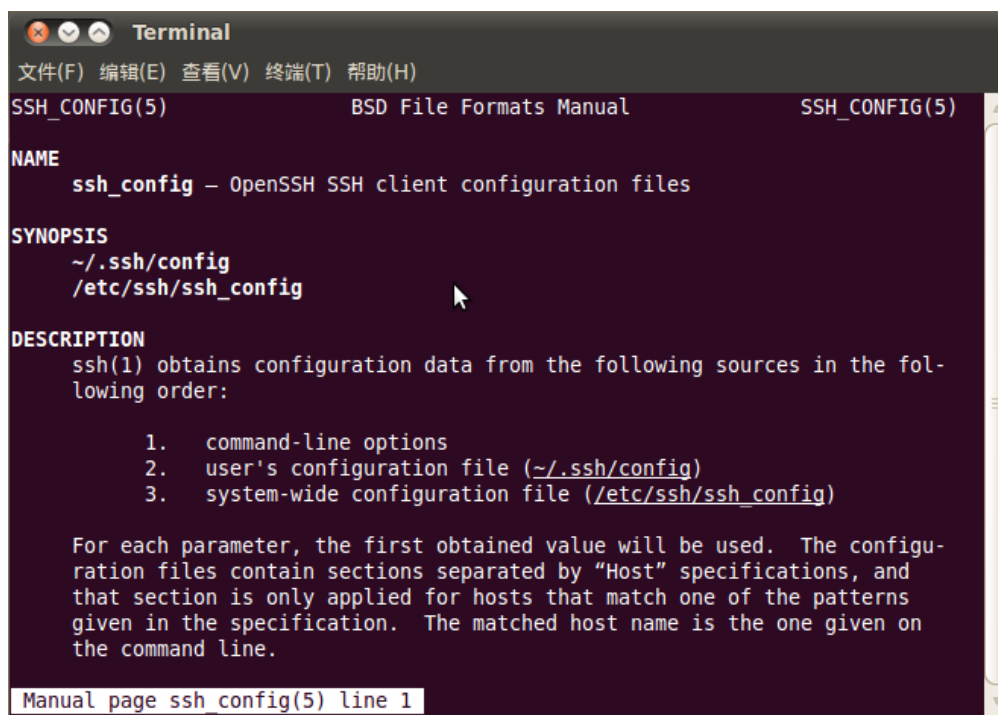 Terminal
文件(F) 编辑(E) 查看(V) 终端(T) 帮助(H)
SSH_CONFIG(5) BSD File Formats Manual SSH_CONFIG(5)
NAME
ssh_config — OpenSSH SSH client configuration files
SYNOPSIS
~/.ssh/config
/etc/ssh/ssh_config
DESCRIPTION
ssh(1) obtains configuration data from the following sources in the fol-
lowing order:
1. command-line options
2. user's configuration file (~/.ssh/config)
3. system-wide configuration file (/etc/ssh/ssh_config)
For each parameter, the first obtained value will be used. The configu-
ration files contain sections separated by “Host” specifications, and
that section is only applied for hosts that match one of the patterns
given in the specification. The matched host name is the one given on
the command line.
Manual page ssh_config(5) line 1